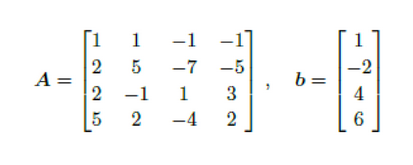 A = [1 1 −1 −1; 2 5 −7 −5; 2 −1 1 3; 5 2 −4 2], b = [1; −2; 4; 6]